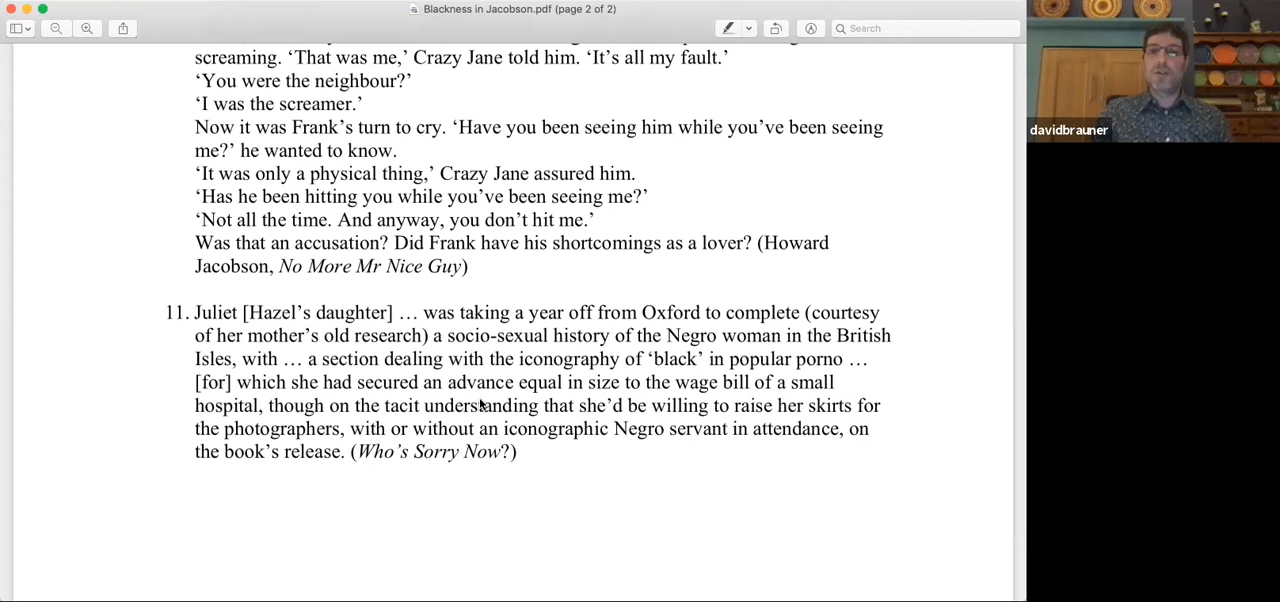 Blackness in Jacobson.pdf (page 2 of 2)
Search
screaming. ‘That was me,’ Crazy Jane told him. ‘It’s all my fault.’
‘You were the neighbour?’
‘I was the screamer.’
Now it was Frank’s turn to cry. ‘Have you been seeing him while you’ve been seeing
me?’ he wanted to know.
‘It was only a physical thing,’ Crazy Jane assured him.
‘Has he been hitting you while you’ve been seeing me?’
‘Not all the time. And anyway, you don’t hit me.’
Was that an accusation? Did Frank have his shortcomings as a lover? (Howard
Jacobson, No More Mr Nice Guy)
11. Juliet [Hazel’s daughter] … was taking a year off from Oxford to complete (courtesy
of her mother’s old research) a socio-sexual history of the Negro woman in the British
Isles, with … a section dealing with the iconography of ‘black’ in popular porno …
[for] which she had secured an advance equal in size to the wage bill of a small
hospital, though on the tacit understanding that she’d be willing to raise her skirts for
the photographers, with or without an iconographic Negro servant in attendance, on
the book’s release. (Who’s Sorry Now?)
davidbrauner